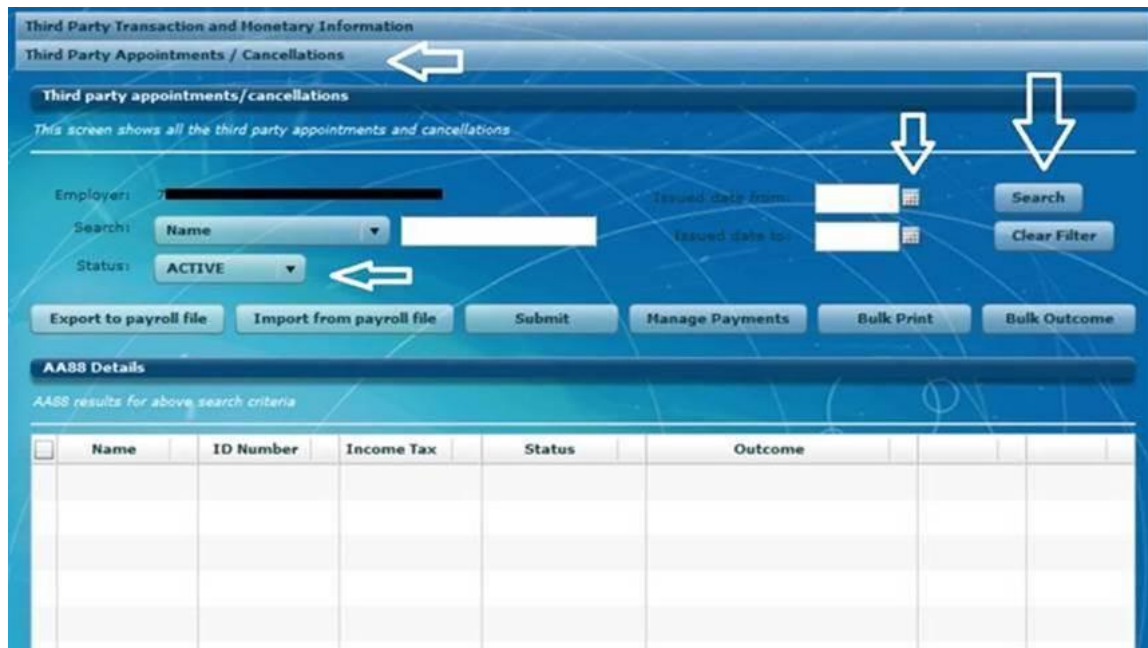 Third Party Transaction and Monetary Information
Third Party Appointments / Cancellations
Third party appointments/cancellations
This screen shows all the third party appointments and cancellations
Employer: 7
Issued date from:
Search
Search: Name
Issued date to:
Clear Filter
Status: ACTIVE
Export to payroll file Import from payroll file Submit Manage Payments Bulk Print Bulk Outcome
AA88 Details
AA88 results for above search criteria
Name ID Number Income Tax Status Outcome